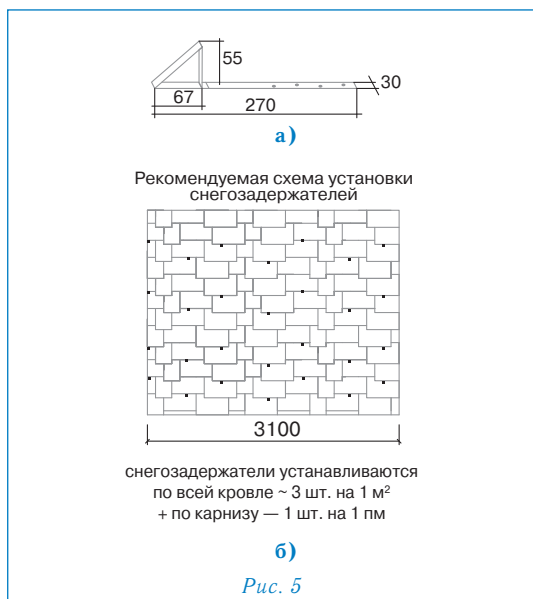 55
30
67
270
а)
Рекомендуемая схема установки
снегозадержателей
3100
снегозадержатели устанавливаются
по всей кровле ~ 3 шт. на 1 м²
+ по карнизу — 1 шт. на 1 пм
б)
Рис. 5